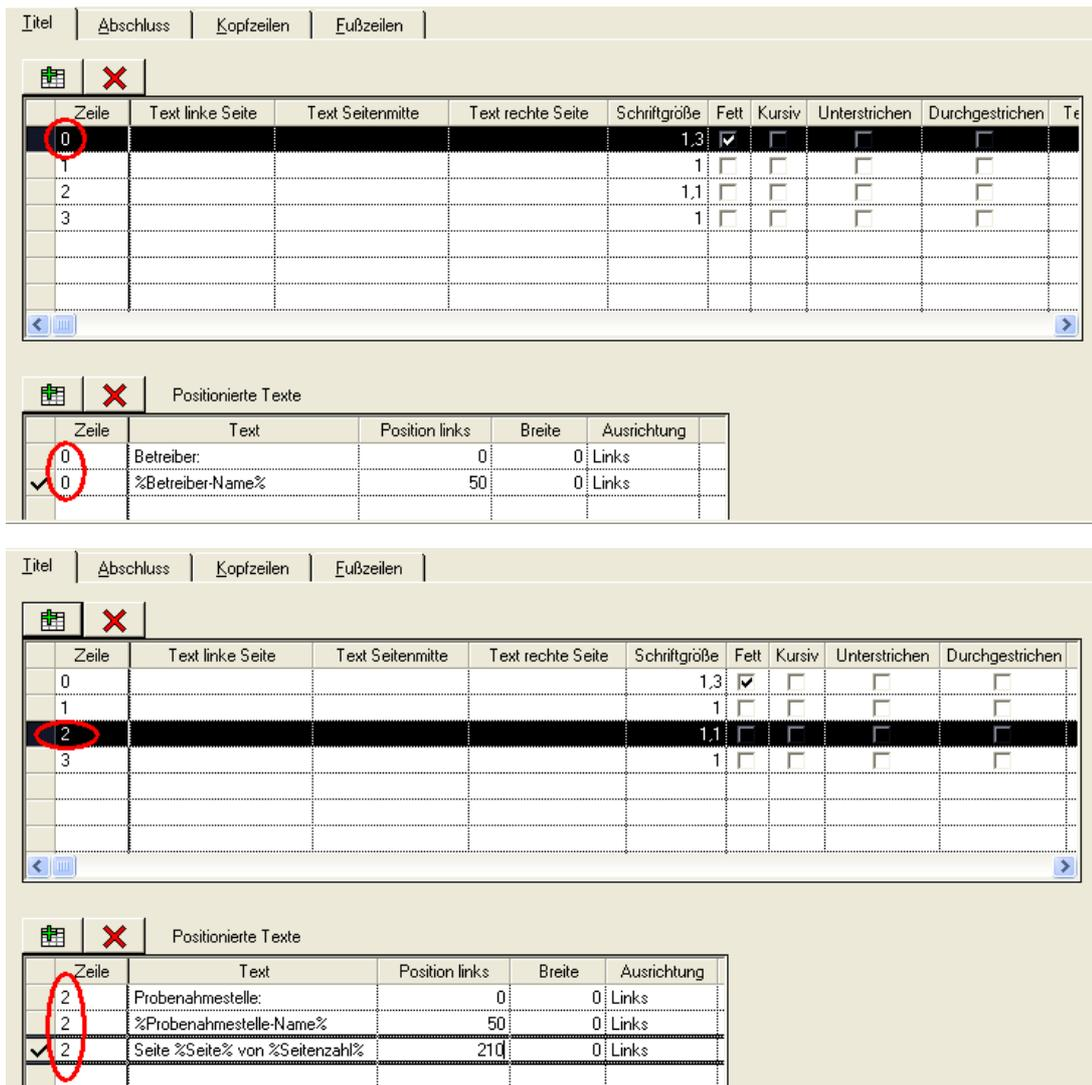 Titel Abschluss Kopfzeilen Fußzeilen
Zeile Text linke Seite Text Seitenmitte Text rechte Seite Schriftgröße Fett Kursiv Unterstrichen Durchgestrichen Te
0 1,3
1 1
2 1,1
3 1
Positionierte Texte
Zeile Text Position links Breite Ausrichtung
0 Betreiber: 0 0 Links
0 %Betreiber-Name% 50 0 Links
Titel Abschluss Kopfzeilen Fußzeilen
Zeile Text linke Seite Text Seitenmitte Text rechte Seite Schriftgröße Fett Kursiv Unterstrichen Durchgestrichen
0 1,3
1 1
2 1,1
3 1
Positionierte Texte
Zeile Text Position links Breite Ausrichtung
2 Probenahmestelle: 0 0 Links
2 %Probenahmestelle-Name% 50 0 Links
2 Seite %Seite% von %Seitenzahl% 210 0 Links